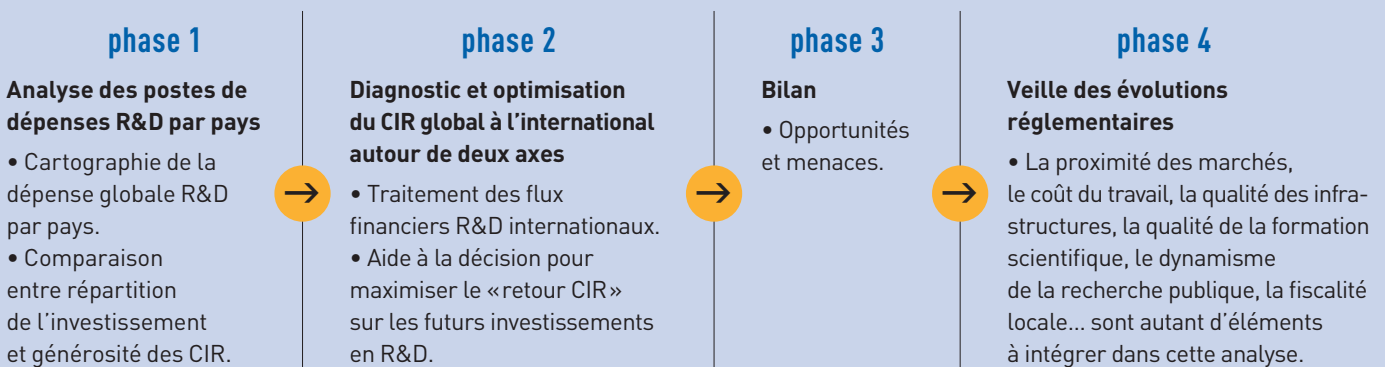 phase 1
Analyse des postes de
dépenses R&D par pays
• Cartographie de la
dépense globale R&D
par pays.
• Comparaison
entre répartition
de l'investissement
et générosité des CIR.
→
phase 2
Diagnostic et optimisation
du CIR global à l'international
autour de deux axes
• Traitement des flux
financiers R&D internationaux.
• Aide à la décision pour
maximiser le «retour CIR»
sur les futurs investissements
en R&D.
→
phase 3
Bilan
• Opportunités
et menaces.
→
phase 4
Veille des évolutions
réglementaires
• La proximité des marchés,
le coût du travail, la qualité des infra-
structures, la qualité de la formation
scientifique, le dynamisme
de la recherche publique, la fiscalité
locale... sont autant d'éléments
à intégrer dans cette analyse.